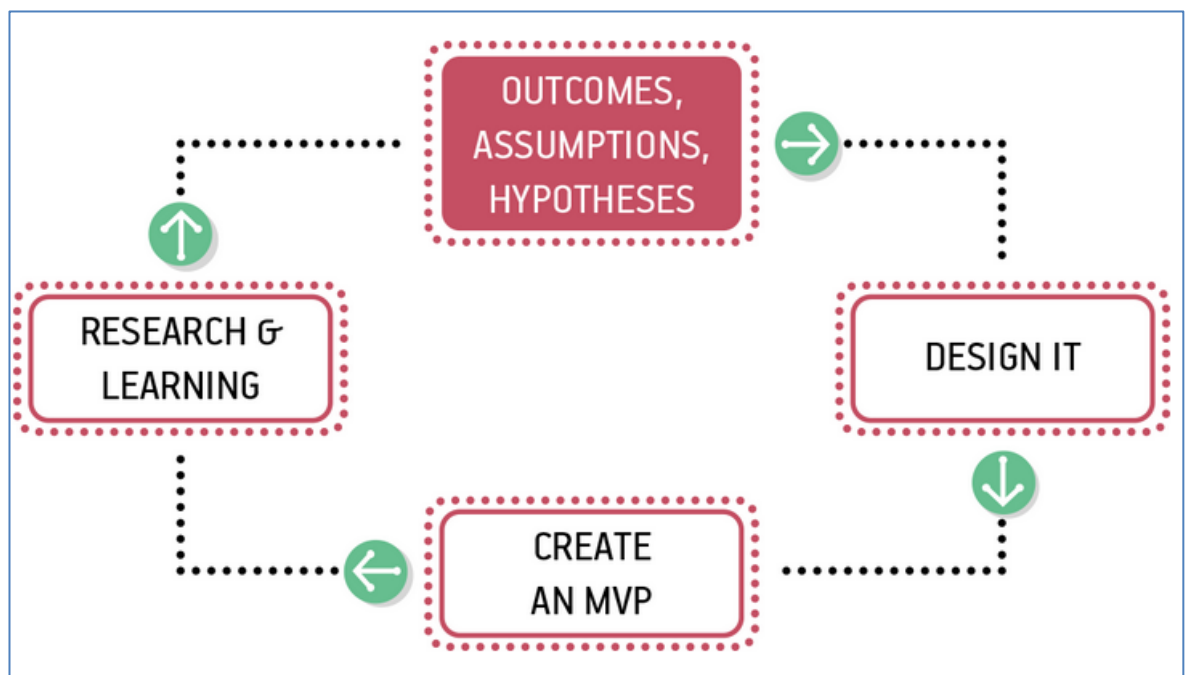 OUTCOMES,
ASSUMPTIONS,
HYPOTHESES
DESIGN IT
CREATE
AN MVP
RESEARCH &
LEARNING